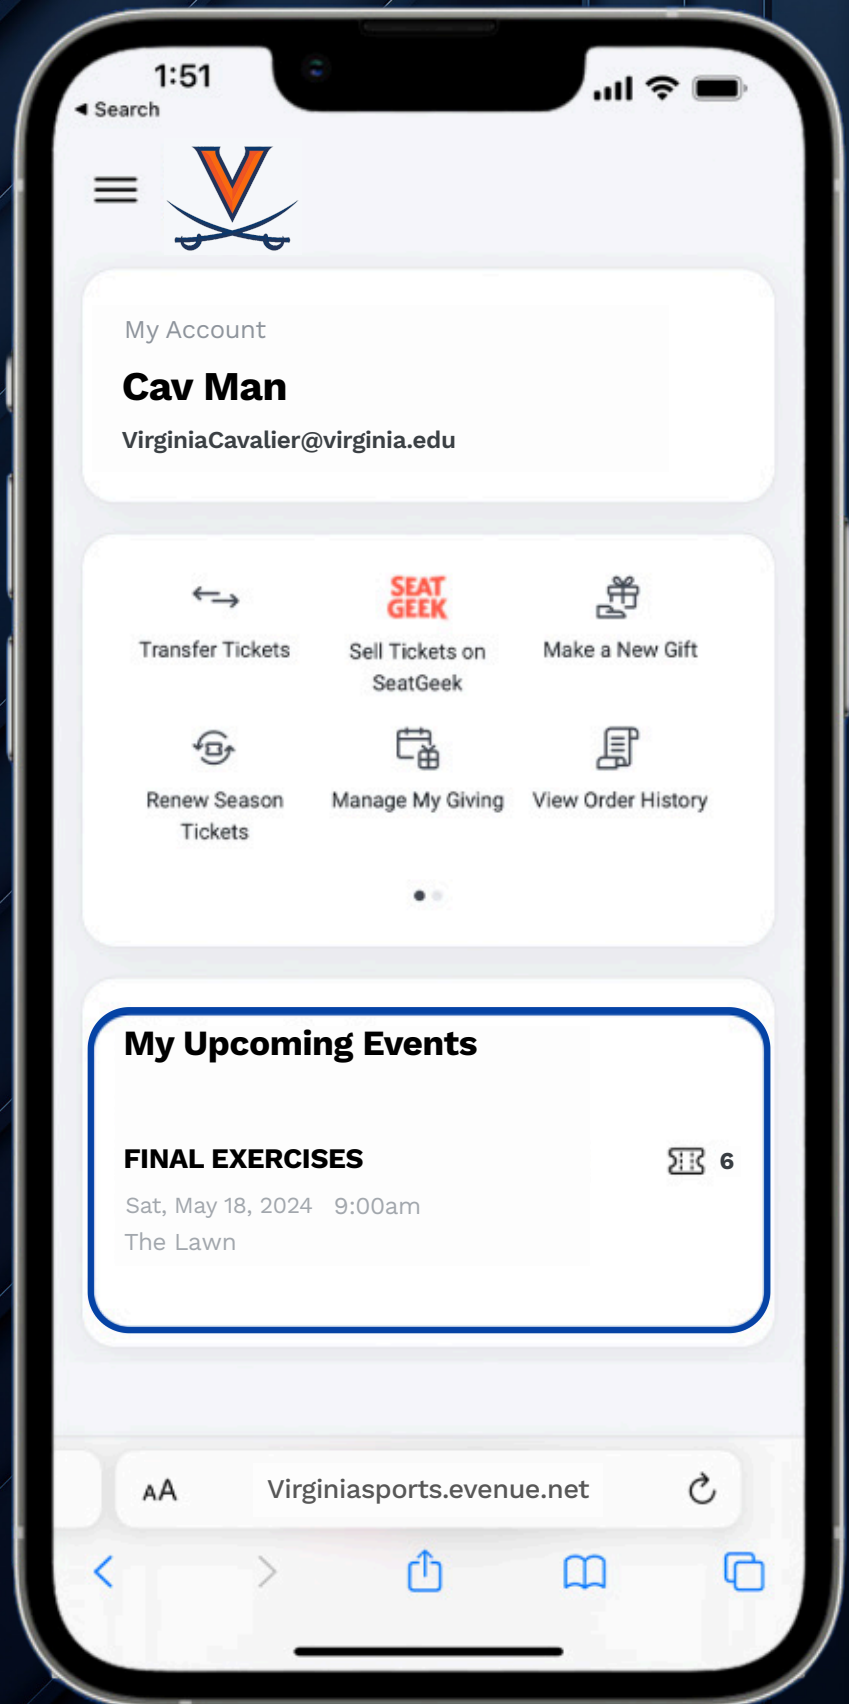 1:51
◀ Search
My Account
Cav Man
VirginiaCavalier@virginia.edu
Transfer Tickets
SEAT
GEEK
Sell Tickets on
SeatGeek
Make a New Gift
Renew Season
Tickets
Manage My Giving
View Order History
My Upcoming Events
FINAL EXERCISES
6
Sat, May 18, 2024 9:00am
The Lawn
AA
Virginiasports.evenue.net